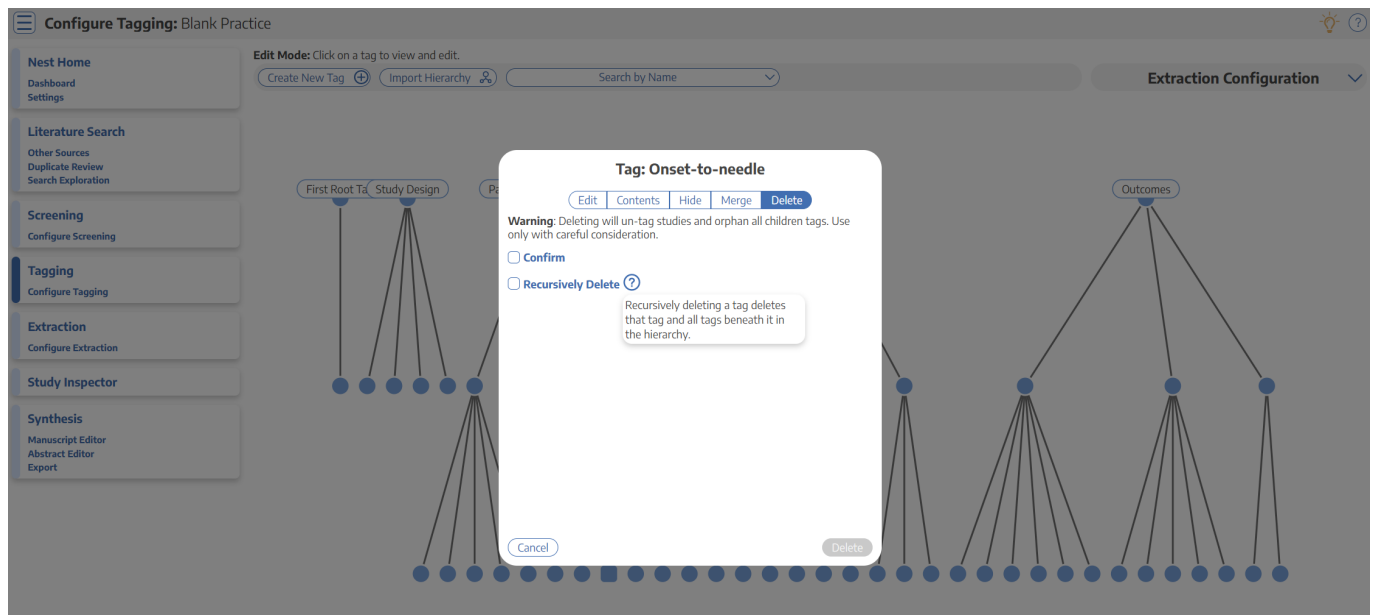 Configure Tagging: Blank Practice
?
Nest Home
Dashboard
Settings
Literature Search
Other Sources
Duplicate Review
Search Exploration
Screening
Configure Screening
Tagging
Configure Tagging
Extraction
Configure Extraction
Study Inspector
Synthesis
Manuscript Editor
Abstract Editor
Export
Edit Mode: Click on a tag to view and edit.
Create New Tag
Import Hierarchy
Search by Name
Extraction Configuration
First Root Ta
Study Design
Pa
Outcomes
Tag: Onset-to-needle
Edit Contents Hide Merge Delete
Warning: Deleting will un-tag studies and orphan all children tags. Use
only with careful consideration.
Confirm
Recursively Delete ?
Recursively deleting a tag deletes
that tag and all tags beneath it in
the hierarchy.
Cancel
Delete